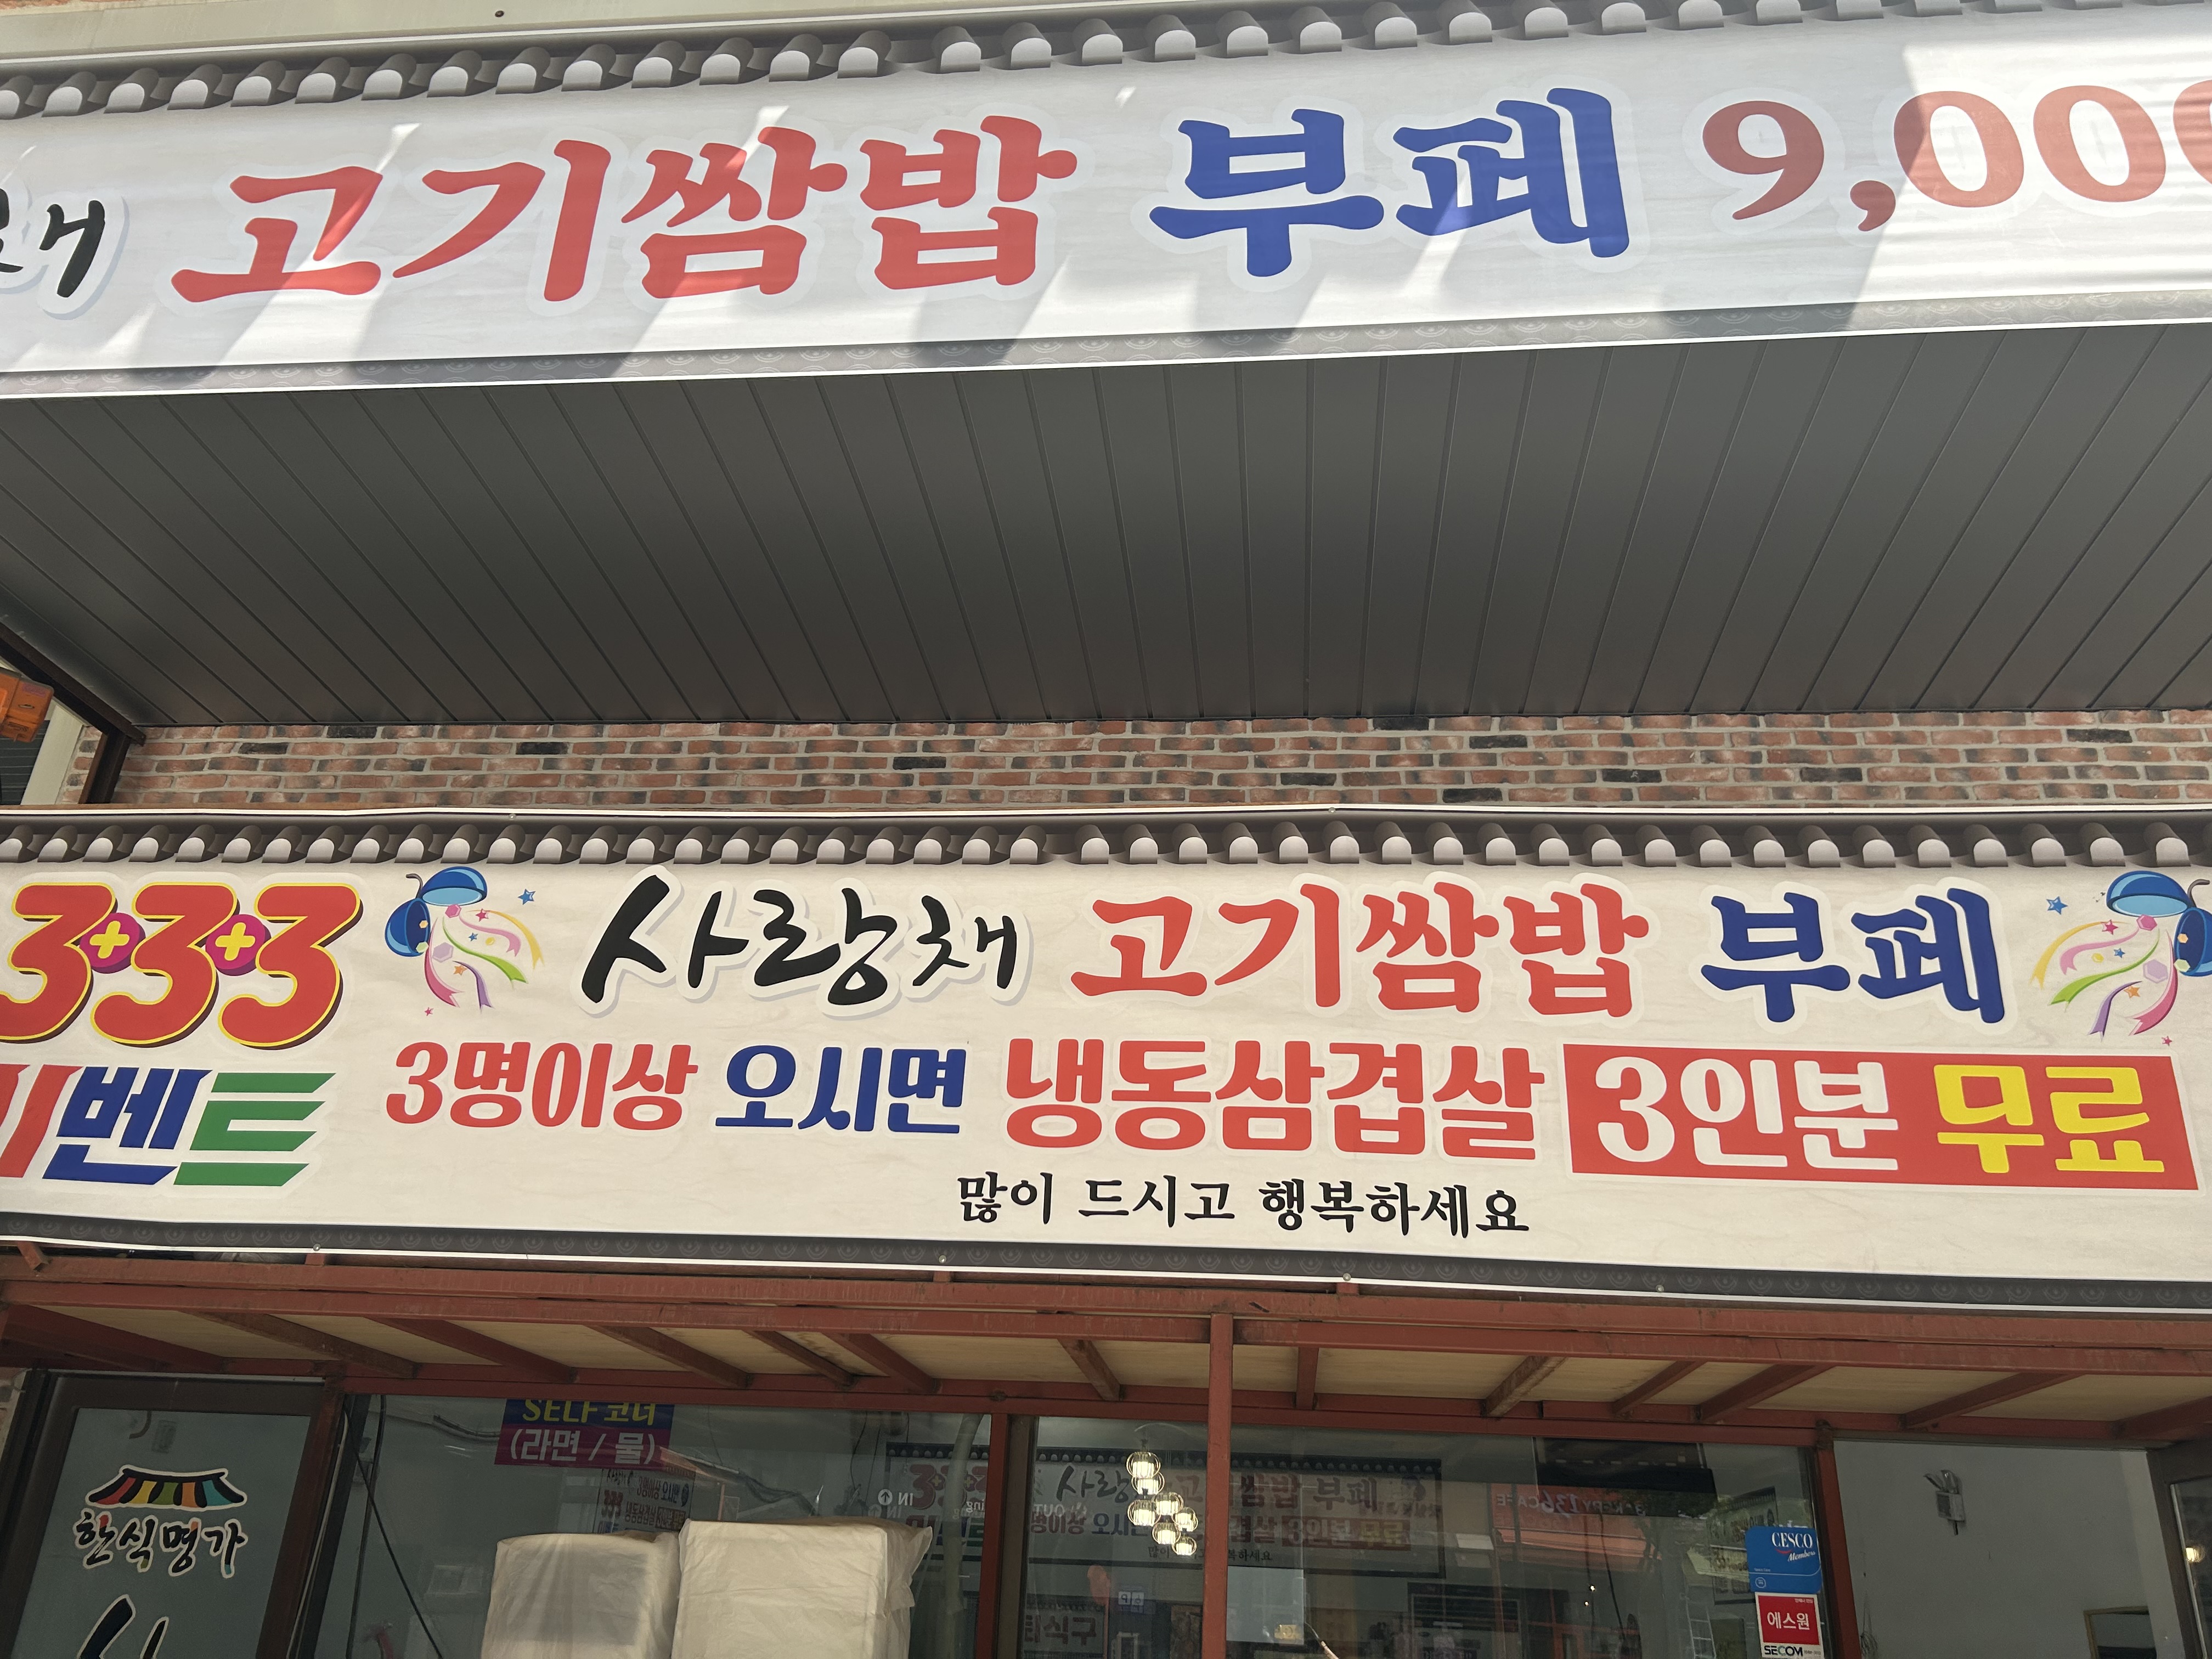 채 고기쌈밥 부페 9,000
3+3+3
이벤트
사랑채 고기쌈밥 부페
3명이상 오시면 냉동삼겹살 3인분 무료
많이 드시고 행복하세요
SELF 코너
(라면 / 물)
한식명가
CESCO
Members
에스원
SECOM